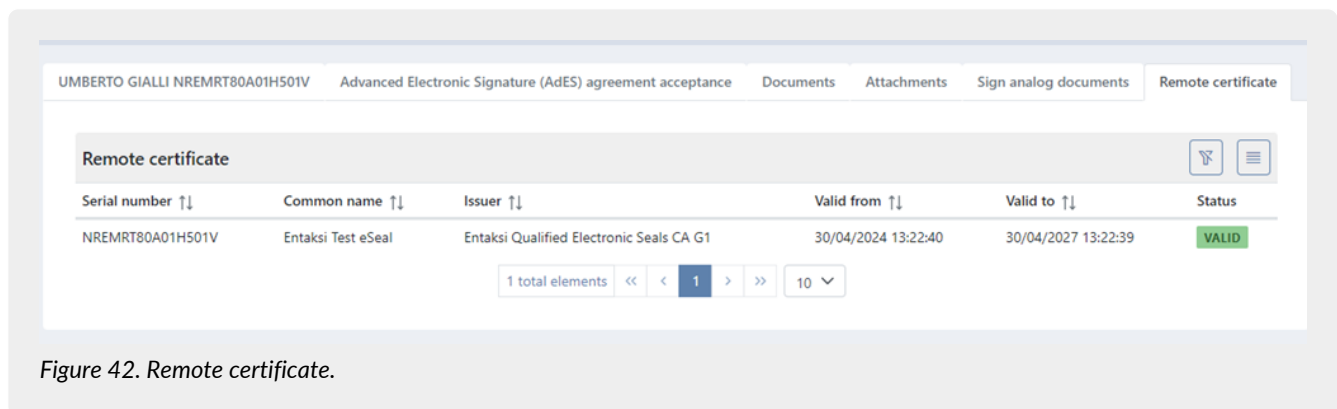 UMBERTO GIALLI NREMRT80A01H501V Advanced Electronic Signature (AdES) agreement acceptance Documents Attachments Sign analog documents Remote certificate
Remote certificate
Serial number Common name Issuer Valid from Valid to Status
NREMRT80A01H501V Entaksi Test eSeal Entaksi Qualified Electronic Seals CA G1 30/04/2024 13:22:40 30/04/2027 13:22:39 VALID
1 total elements << < 1 > >> 10
Figure 42. Remote certificate.